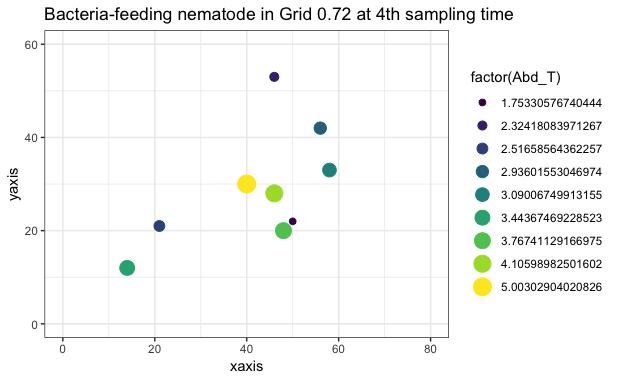 Bacteria-feeding nematode in Grid 0.72 at 4th sampling time
60
40
20
0
yaxis
0 20 40 60 80
xaxis
factor(Abd_T)
1.75330576740444
2.32418083971267
2.51658564362257
2.93601553046974
3.09006749913155
3.44367469228523
3.76741129166975
4.10598982501602
5.00302904020826